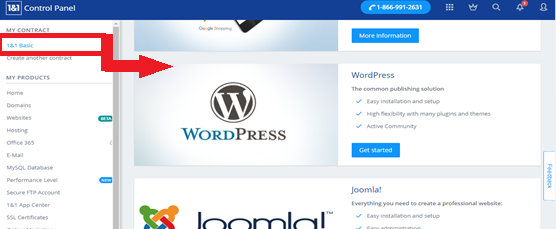 1&1 Control Panel
1-866-991-2631
1
MY CONTRACT
1&1 Basic
Create another contract
MY PRODUCTS
Home
Domains
Websites BETA
Hosting
Office 365
E-Mail
MySQL Database
Performance Level NEW
Secure FTP Account
1&1 App Center
SSL Certificates
Google Shopping
More information
WORDPRESS
WordPress
The common publishing solution
Easy installation and setup
High flexibility with many plugins and themes
Active Community
Get started
Joomla!™
Joomla!
Everything you need to create a professional website:
Easy installation and setup
Easy administration
Feedback